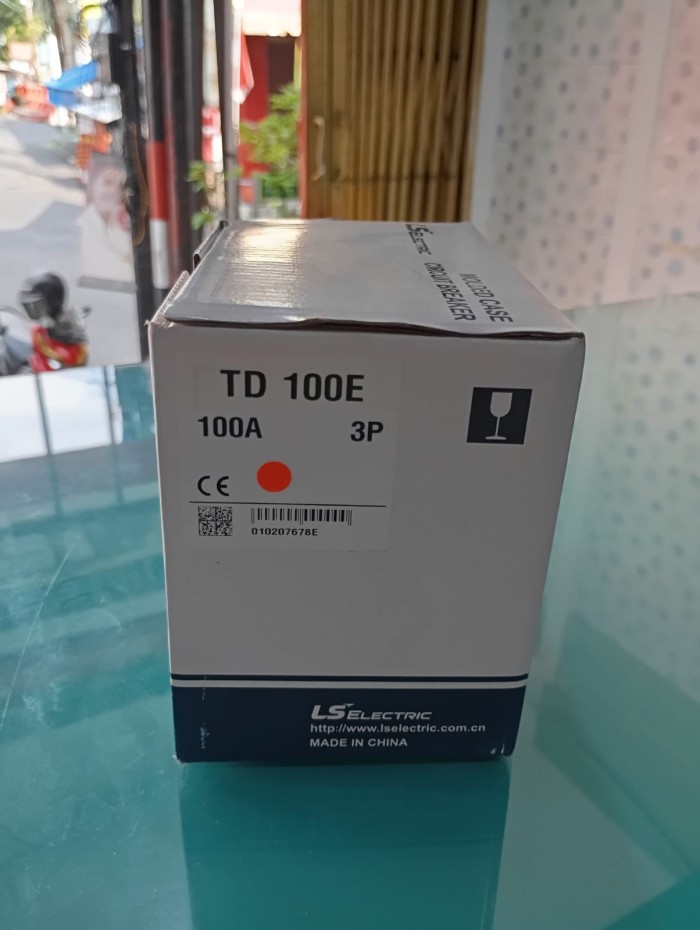 LS ELECTRIC
MOLDED CASE
CIRCUIT BREAKER
TD 100E
100A 3P
CE
010207678E
LS ELECTRIC
http://www.lselectric.com.cn
MADE IN CHINA